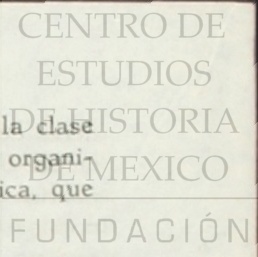 CENTRO DE
ESTUDIOS
DE HISTORIA
DE MEXICO
FUNDACIÓN
la clase
organi-
ica, que